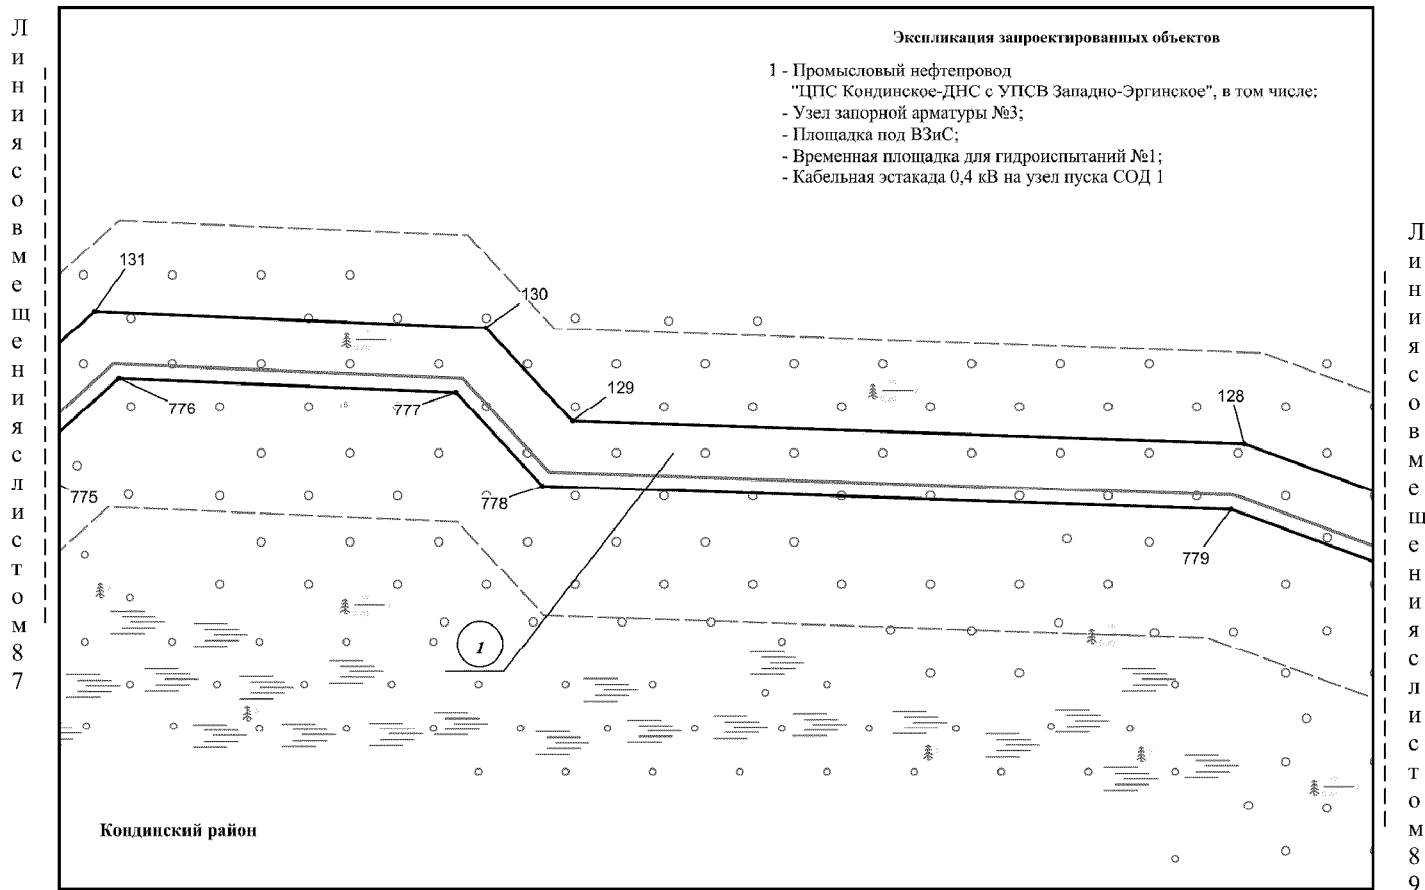 Линия совмещения с листом 87
Экспликация запроектированных объектов
1 - Промысловый нефтепровод
"ЦПС Кондинское-ДНС с УПСВ Западно-Эргинское", в том числе:
- Узел запорной арматуры №3;
- Площадка под ВЗиС;
- Временная площадка для гидроиспытаний №1;
- Кабельная эстакада 0,4 кВ на узел пуска СОД 1
131
130
129
128
776
777
775
778
779
1
Кондинский район
Линия совмещения с листом 89